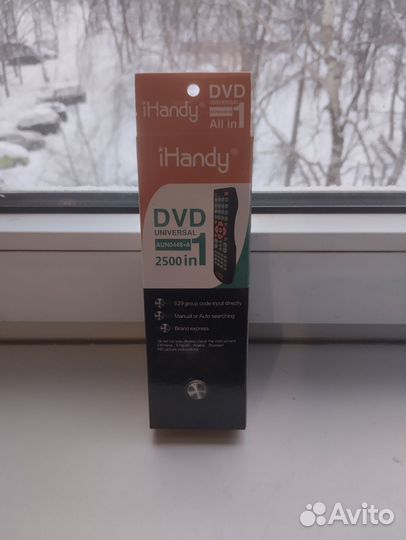 iHandy®
DVD
UNIVERSAL
All in 1
iHandy®
DVD
UNIVERSAL
AUN0448+A
2500 in 1
629 group code input directly
Manual or Auto searching
Brand express
Avito